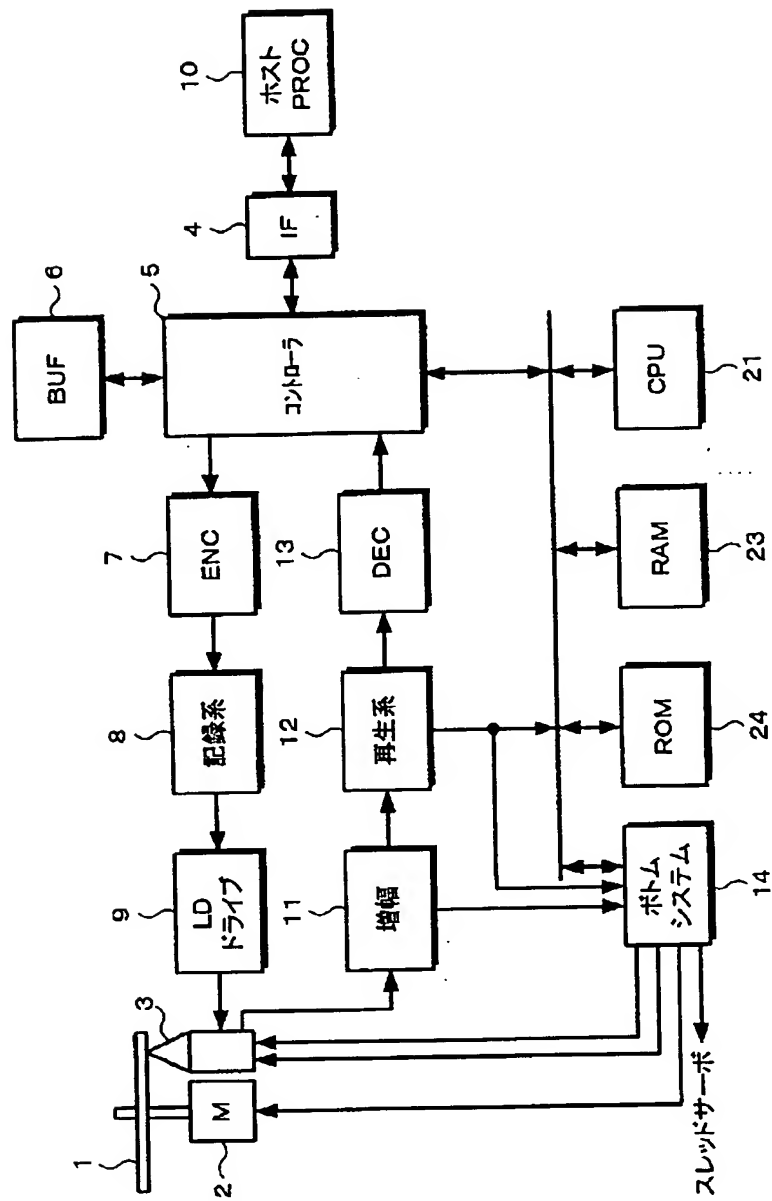 1
2
M
3
9
LD
ドライブ
8
記録系
7
ENC
6
BUF
5
コントローラ
4
IF
10
ホスト
PROC
11
増幅
12
再生系
13
DEC
14
ボトム
システム
24
ROM
23
RAM
21
CPU
スレッドサーボ